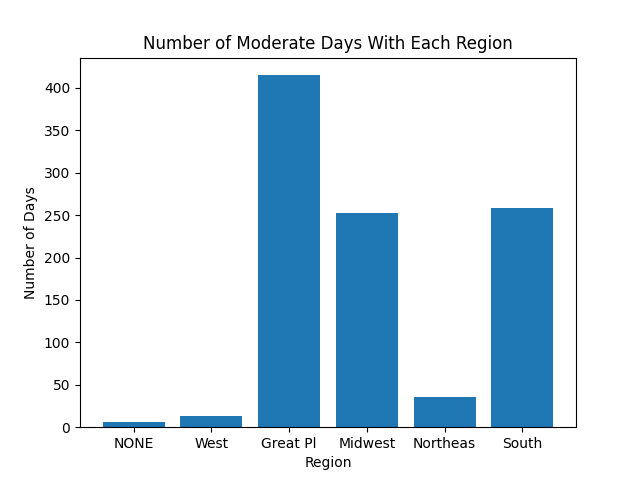 Number of Moderate Days With Each Region
400
350
300
250
200
150
100
50
0
Number of Days
NONE West Great Pl Midwest Northeas South
Region